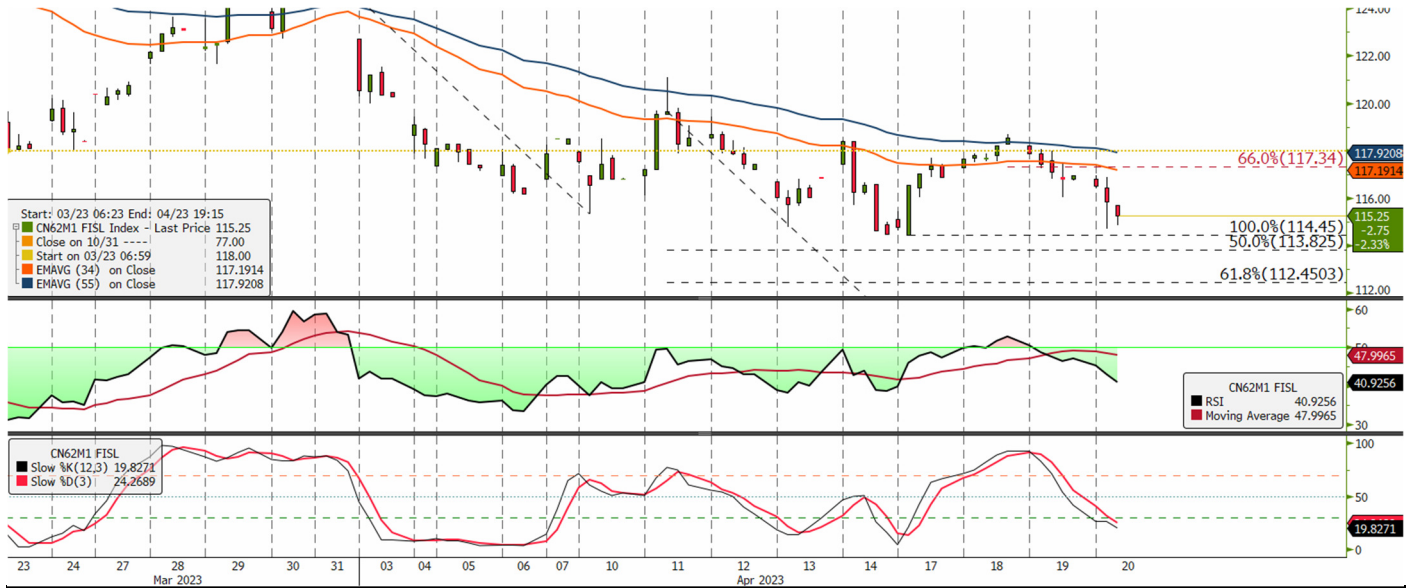 124.00
122.00
120.00
117.9208
66.0%(117.34)
117.1914
116.00
115.25
-2.75
-2.33%
100.0%(114.45)
50.0%(113.825)
61.8%(112.4503)
112.00
Start: 03/23 06:23 End: 04/23 19:15
CN62M1 FISL Index - Last Price 115.25
Close on 10/31 ---- 77.00
Start on 03/23 06:59 118.00
EMAVG (34) on Close 117.1914
EMAVG (55) on Close 117.9208
60
50
47.9965
40.9256
30
CN62M1 FISL
RSI 40.9256
Moving Average 47.9965
CN62M1 FISL
Slow %K(12,3) 19.8271
Slow %D(3) 24.2689
100
50
19.8271
0
23 24 27 28 29 30 31 03 04 05 06 07 10 11 12 13 14 17 18 19 20
Mar 2023 Apr 2023